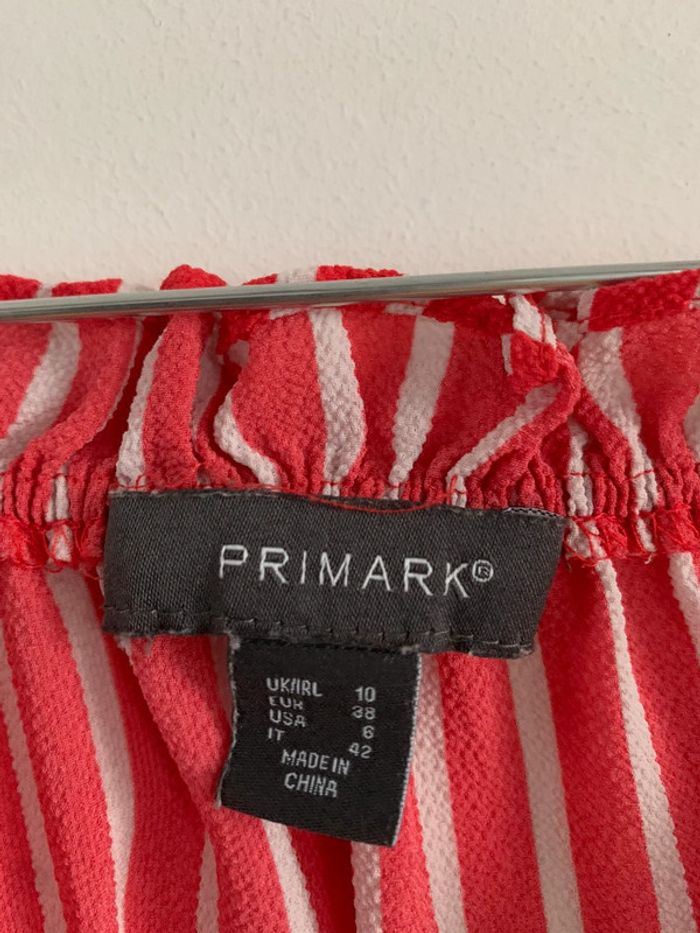 PRIMARK®
UK/IRL 10
EUR 38
USA 6
IT 42
MADE IN
CHINA